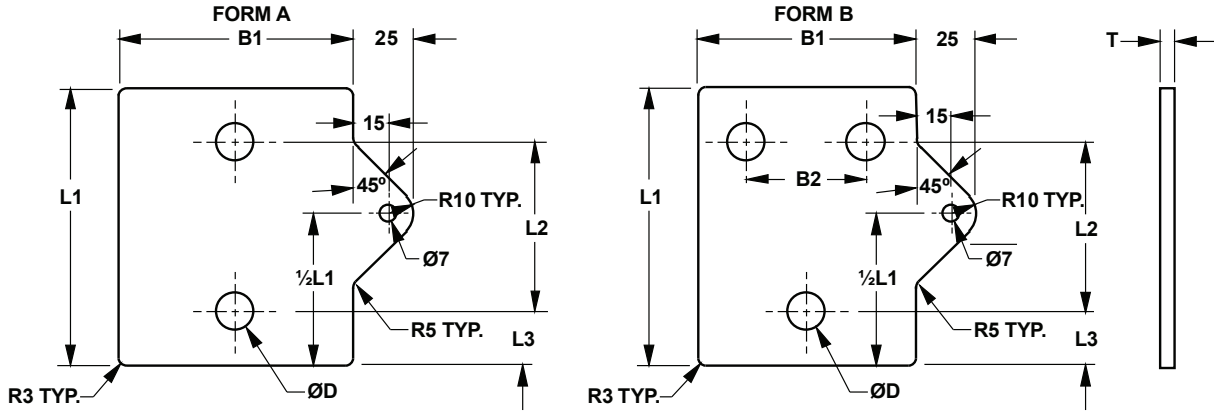 FORM A
B1
25
15
45º
R10 TYP.
L1
L2
Ø7
½L1
R5 TYP.
L3
R3 TYP.
ØD
FORM B
B1
25
T
15
B2
45º
R10 TYP.
L1
L2
Ø7
½L1
R5 TYP.
L3
R3 TYP.
ØD